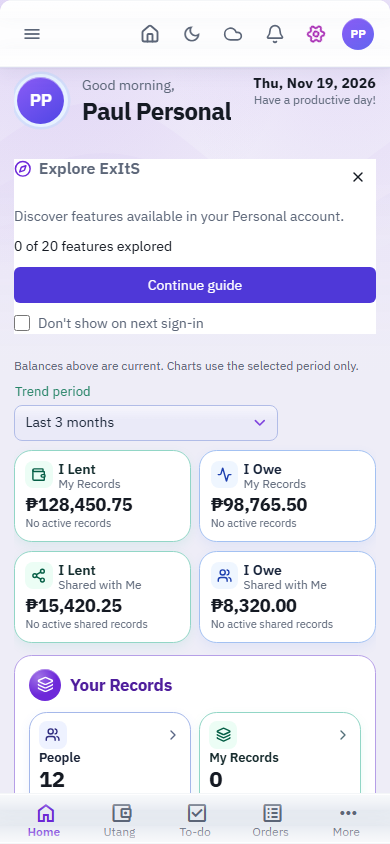 PP
Good morning,
Paul Personal
PP
Thu, Nov 19, 2026
Have a productive day!
Explore ExItS
Discover features available in your Personal account.
0 of 20 features explored
Continue guide
Don't show on next sign-in
Balances above are current. Charts use the selected period only.
Trend period
Last 3 months
I Lent
My Records
₱128,450.75
No active records
I Owe
My Records
₱98,765.50
No active records
I Lent
Shared with Me
₱15,420.25
No active shared records
I Owe
Shared with Me
₱8,320.00
No active shared records
Your Records
People
12
My Records
0
Home
Utang
To-do
Orders
More